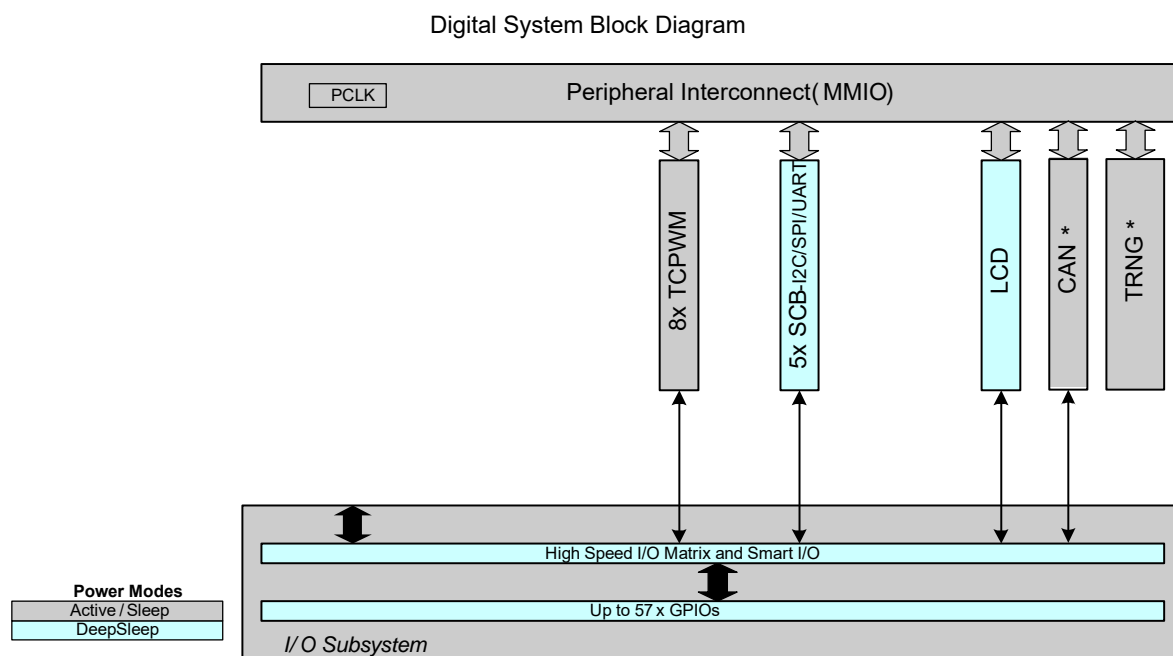 Digital System Block Diagram
PCLK
Peripheral Interconnect( MMIO)
8x TCPWM
5x SCB-I2C/SPI/UART
LCD
CAN *
TRNG *
High Speed I/O Matrix and Smart I/O
Power Modes
Active / Sleep
DeepSleep
Up to 57 x GPIOs
I/ O Subsystem